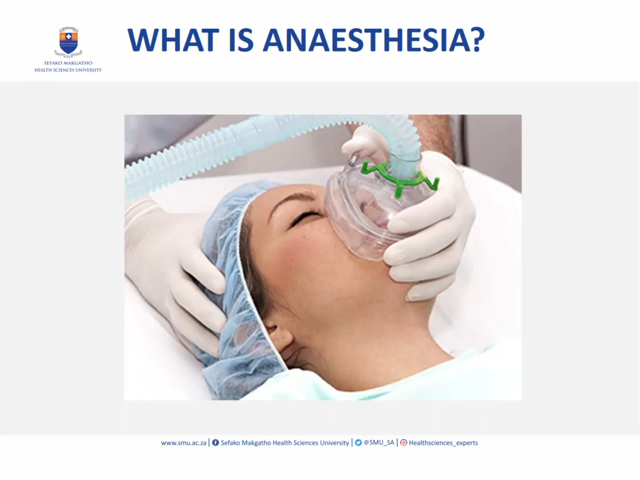 WHAT IS ANAESTHESIA?
SEFAKO MAKGATHO
HEALTH SCIENCES UNIVERSITY
www.smu.ac.za | Sefako Makgatho Health Sciences University | @SMU_SA | Healthsciences_experts